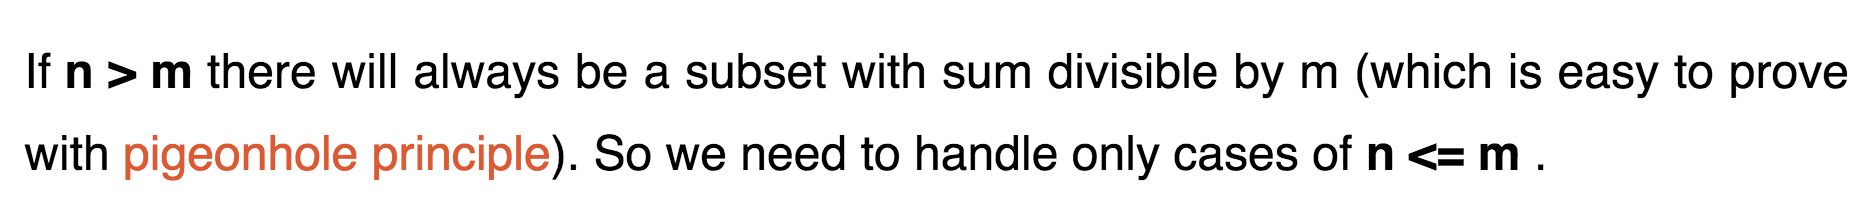 If n > m there will always be a subset with sum divisible by m (which is easy to prove
with pigeonhole principle). So we need to handle only cases of n <= m .